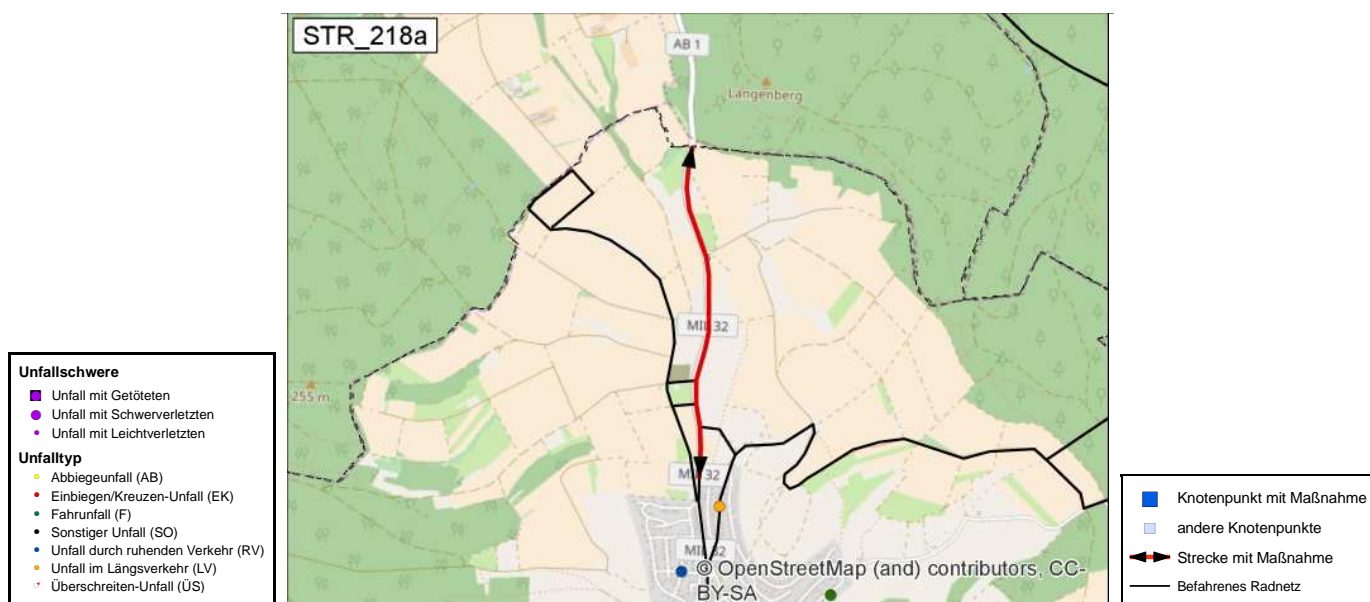 STR_218a
AB 1
Langenberg
MIL 32
255 m
MIL 32
MIL 32
© OpenStreetMap (and) contributors, CC-
BY-SA
Unfallschwere
Unfall mit Getöteten
Unfall mit Schwerverletzten
Unfall mit Leichtverletzten
Unfalltyp
Abbiegeunfall (AB)
Einbiegen/Kreuzen-Unfall (EK)
Fahrunfall (F)
Sonstiger Unfall (SO)
Unfall durch ruhenden Verkehr (RV)
Unfall im Längsverkehr (LV)
Überschreiten-Unfall (ÜS)
Knotenpunkt mit Maßnahme
andere Knotenpunkte
Strecke mit Maßnahme
Befahrenes Radnetz